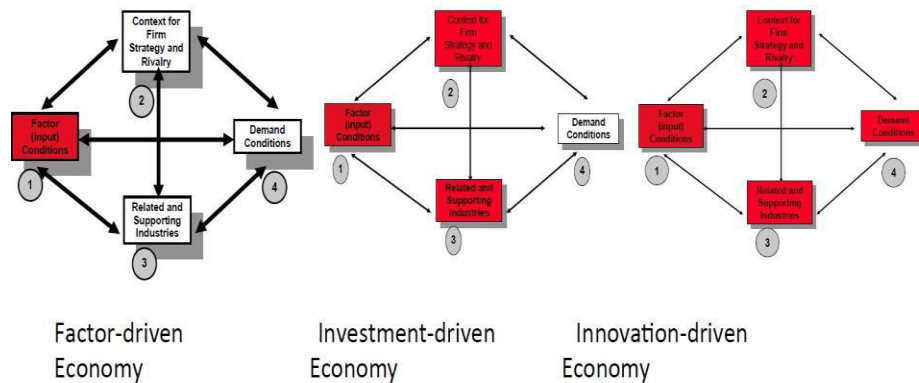 Context for
Firm
Strategy and
Rivalry
2
Factor
(input)
Conditions
1
Demand
Conditions
4
Related and
Supporting
Industries
3
Factor-driven
Economy
Context for
Firm
Strategy and
Rivalry
2
Factor
(input)
Conditions
1
Demand
Conditions
4
Related and
Supporting
Industries
3
Investment-driven
Economy
Context for
Firm
Strategy and
Rivalry
2
Factor
(input)
Conditions
1
Demand
Conditions
4
Related and
Supporting
Industries
3
Innovation-driven
Economy